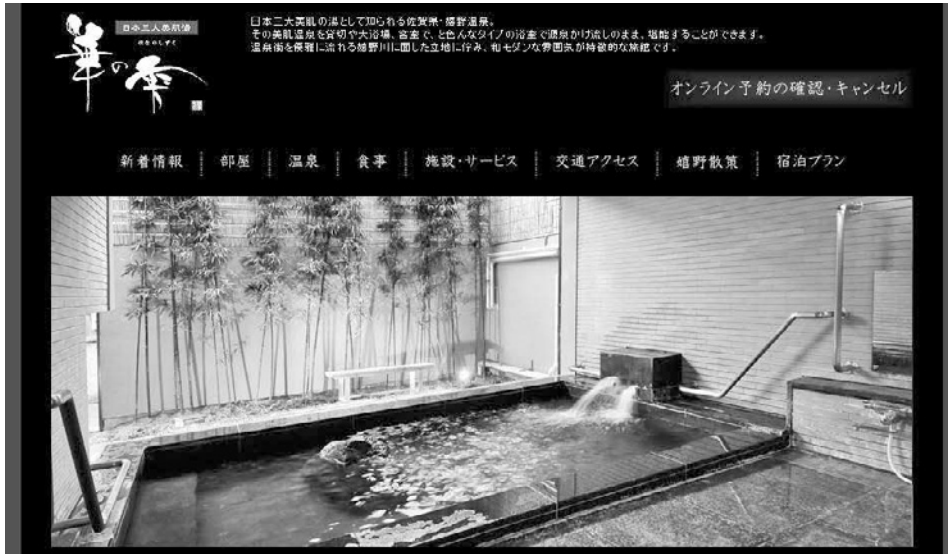 日本三大美肌湯
はなのしずく
華の雫
日本三大美肌の湯として知られる佐賀県・嬉野温泉。
その美肌温泉を貸切や大浴場、客室で、と色んなタイプの浴室で源泉かけ流しのまま、堪能することができます。
温泉街を優雅に流れる嬉野川に面した立地に佇み、和モダンな雰囲気が特徴的な旅館です。
オンライン予約の確認・キャンセル
新着情報 部屋 温泉 食事 施設・サービス 交通アクセス 嬉野散策 宿泊プラン